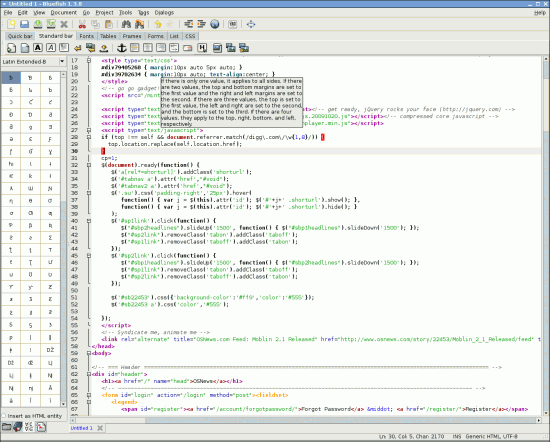 Untitled 1 - Bluefish 1.3.8
File Edit View Document Go Project Tools Tags Dialogs
Quick bar Standard bar Fonts Tables Frames Forms List CSS
Latin Extended-B
17 <style type="text/css">
18 #div79405268 { margin:10px auto 5px auto; }
19 #div39702634 { margin:10px auto; text-align:center; }
20 </style>
If there is only one value, it applies to all sides. If there
are two values, the top and bottom margins are set to
the first value and the right and left margins are set to
the second. If there are three values, the top is set to
the first value, the left and right are set to the second,
and the bottom is set to the third. If there are four
values, they apply to the top, right, bottom, and left,
respectively.
21 <!-- go go gadget
22 <script src="/mint
24 <script type="text/javas
--> <!-- get ready, jQuery rocks your face (http://jquery.com) -->
25 <script type="text/javas
.20091020.js"></script><!-- compressed core javascript -->
26 <script type="text/javas
player.min.js"></script>
27 <script type="text/javascript">
28 if (top !== self && document.referrer.match(/digg\.com\/\w{1,8}/)) {
29 top.location.replace(self.location.href);
30 }
31 cp=1;
32 $(document).ready(function() {
33 $('a[rel=shorturl]').addClass('shorturl');
34 $('#tabnav a').attr('href','#void');
35 $('#tabnav2 a').attr('href','#void');
36 $('.su').css('padding-right','25px').hover(
37 function() { var j = $(this).attr('id'); $('#'+j+' .shorturl').show(); },
38 function() { var j = $(this).attr('id'); $('#'+j+' .shorturl').hide(); }
39 );
40 $('#sp1link').click(function() {
41 $("#sbp2headlines").slideUp('1500', function() { $("#sbp1headlines").slideDown('1500'); });
42 $("#sp2link").removeClass('tabon').addClass('taboff');
43 $("#sp1link").removeClass('taboff').addClass('tabon');
44 });
45 $('#sp2link').click(function() {
46 $("#sbp1headlines").slideUp('1500', function() { $("#sbp2headlines").slideDown('1500'); });
47 $("#sp1link").removeClass('tabon').addClass('taboff');
48 $("#sp2link").removeClass('taboff').addClass('tabon');
49 });
50
51 $('#sb22453').css({'background-color':'#ff9','color':'#555'});
52 $('#sb22453 a').css('color','#555');
53
54 });
55 </script>
56 <!-- Syndicate me, animate me -->
57 <link rel="alternate" title="OSNews.com Feed: Moblin 2.1 Released" href="http://www.osnews.com/story/22453/Moblin_2_1_Released/feed"
58 </head>
59 <body>
60
61 <!-- === Header
62 <div id="header">
63 <h1><a href="/" name="head">OSNews</a></h1>
64 <!--
65 <form id="login" action="/login" method="post"><fieldset>
66 <legend>
67 <span id="register"><a href="/account/forgotpassword/">Forgot Password</a> &middot; <a href="/register/">Register</a></span>
Insert as HTML entity
Untitled 1
Ln 30, Col 5, Char 2170 INS Generic HTML, UTF-8